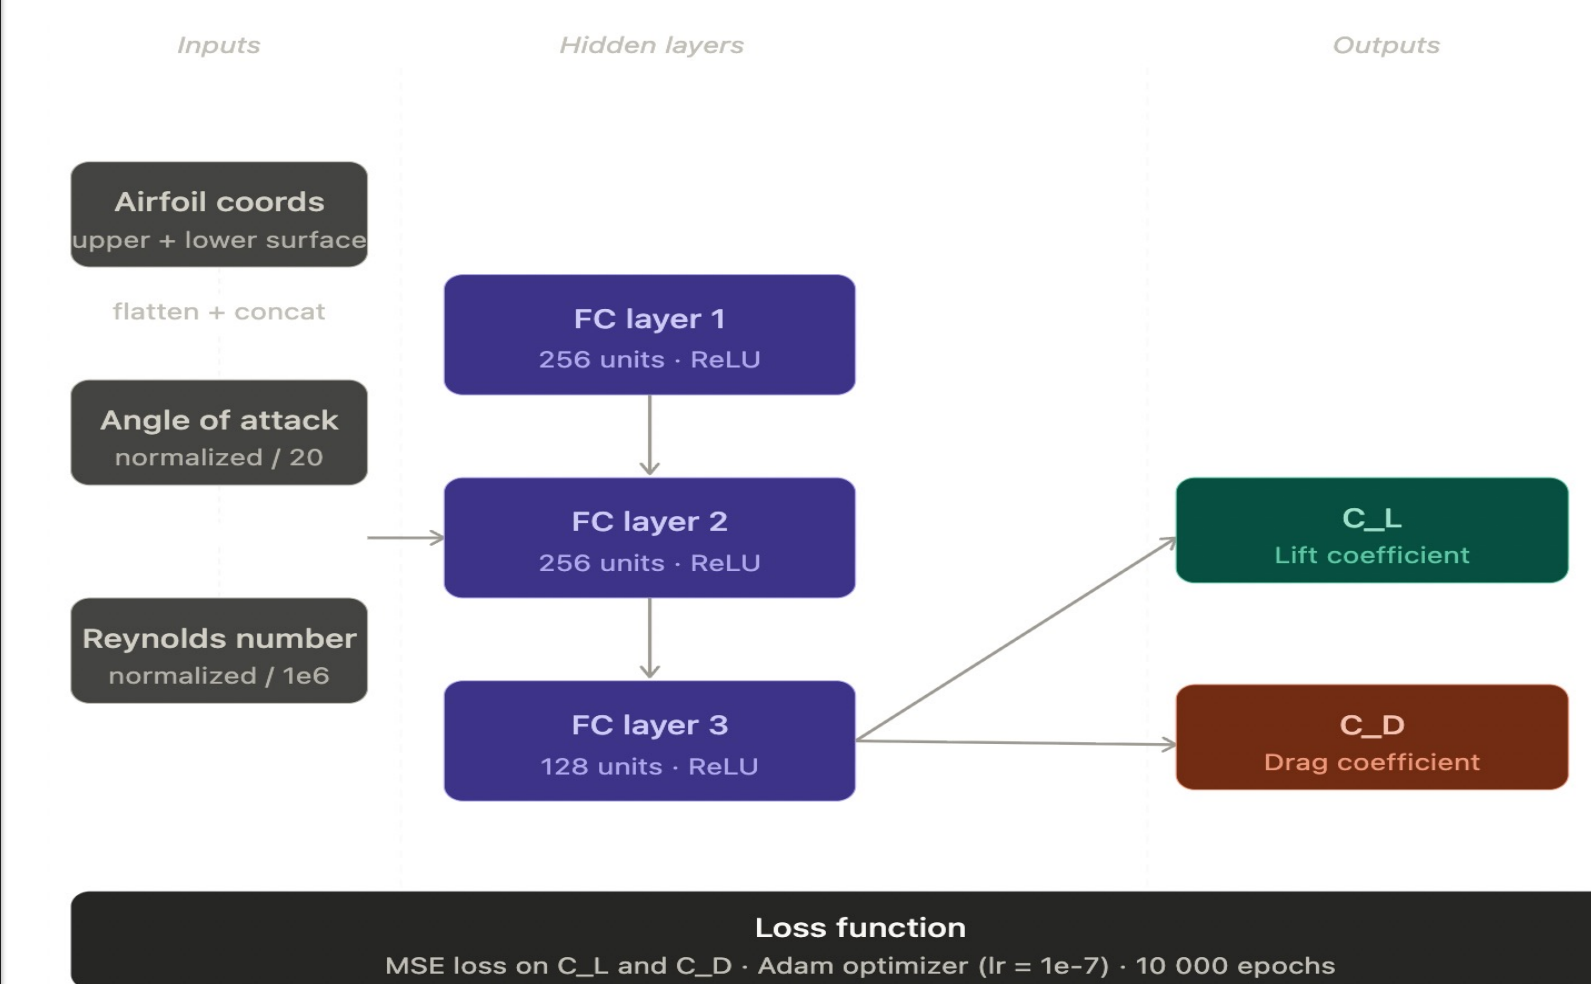 Inputs
Hidden layers
Outputs
Airfoil coords
upper + lower surface
flatten + concat
Angle of attack
normalized / 20
Reynolds number
normalized / 1e6
FC layer 1
256 units · ReLU
FC layer 2
256 units · ReLU
FC layer 3
128 units · ReLU
C_L
Lift coefficient
C_D
Drag coefficient
Loss function
MSE loss on C_L and C_D · Adam optimizer (lr = 1e-7) · 10 000 epochs